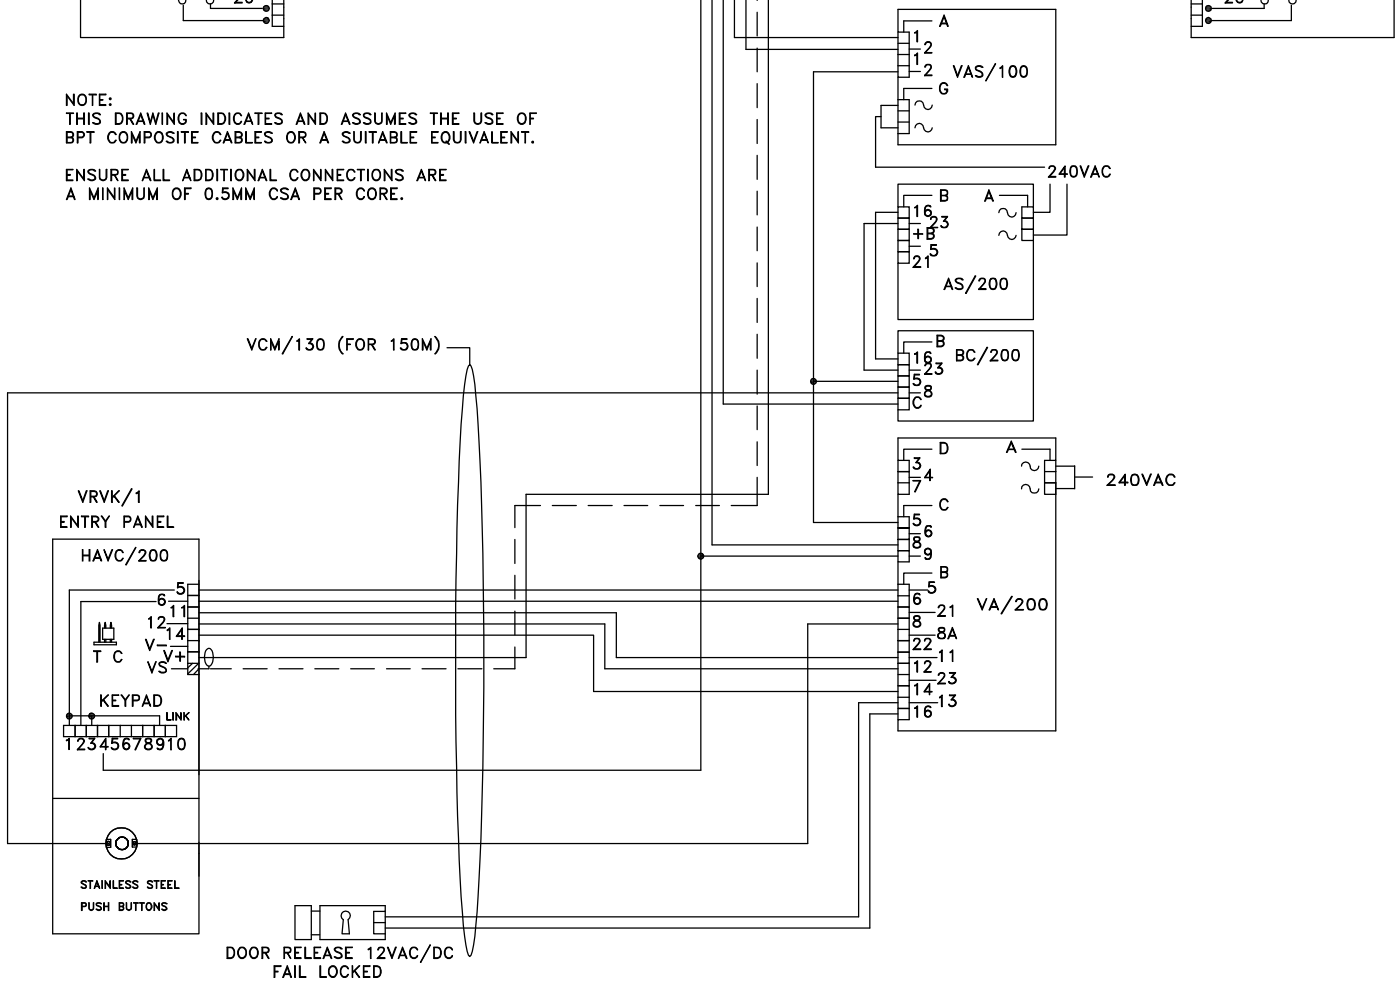 NOTE:
THIS DRAWING INDICATES AND ASSUMES THE USE OF
BPT COMPOSITE CABLES OR A SUITABLE EQUIVALENT.
ENSURE ALL ADDITIONAL CONNECTIONS ARE
A MINIMUM OF 0.5MM CSA PER CORE.
A
1
2
1
2
VAS/100
G
240VAC
B
A
16
23
+B
5
21
AS/200
B
16
23
5
8
C
BC/200
VCM/130 (FOR 150M)
D
A
3
4
7
240VAC
C
5
6
8
9
B
5
6
21
8
8A
22
11
12
23
14
13
16
VA/200
VRVK/1
ENTRY PANEL
HAVC/200
5
6
11
12
14
V-
V+
VS
T C
KEYPAD
LINK
12345678910
STAINLESS STEEL
PUSH BUTTONS
DOOR RELEASE 12VAC/DC
FAIL LOCKED